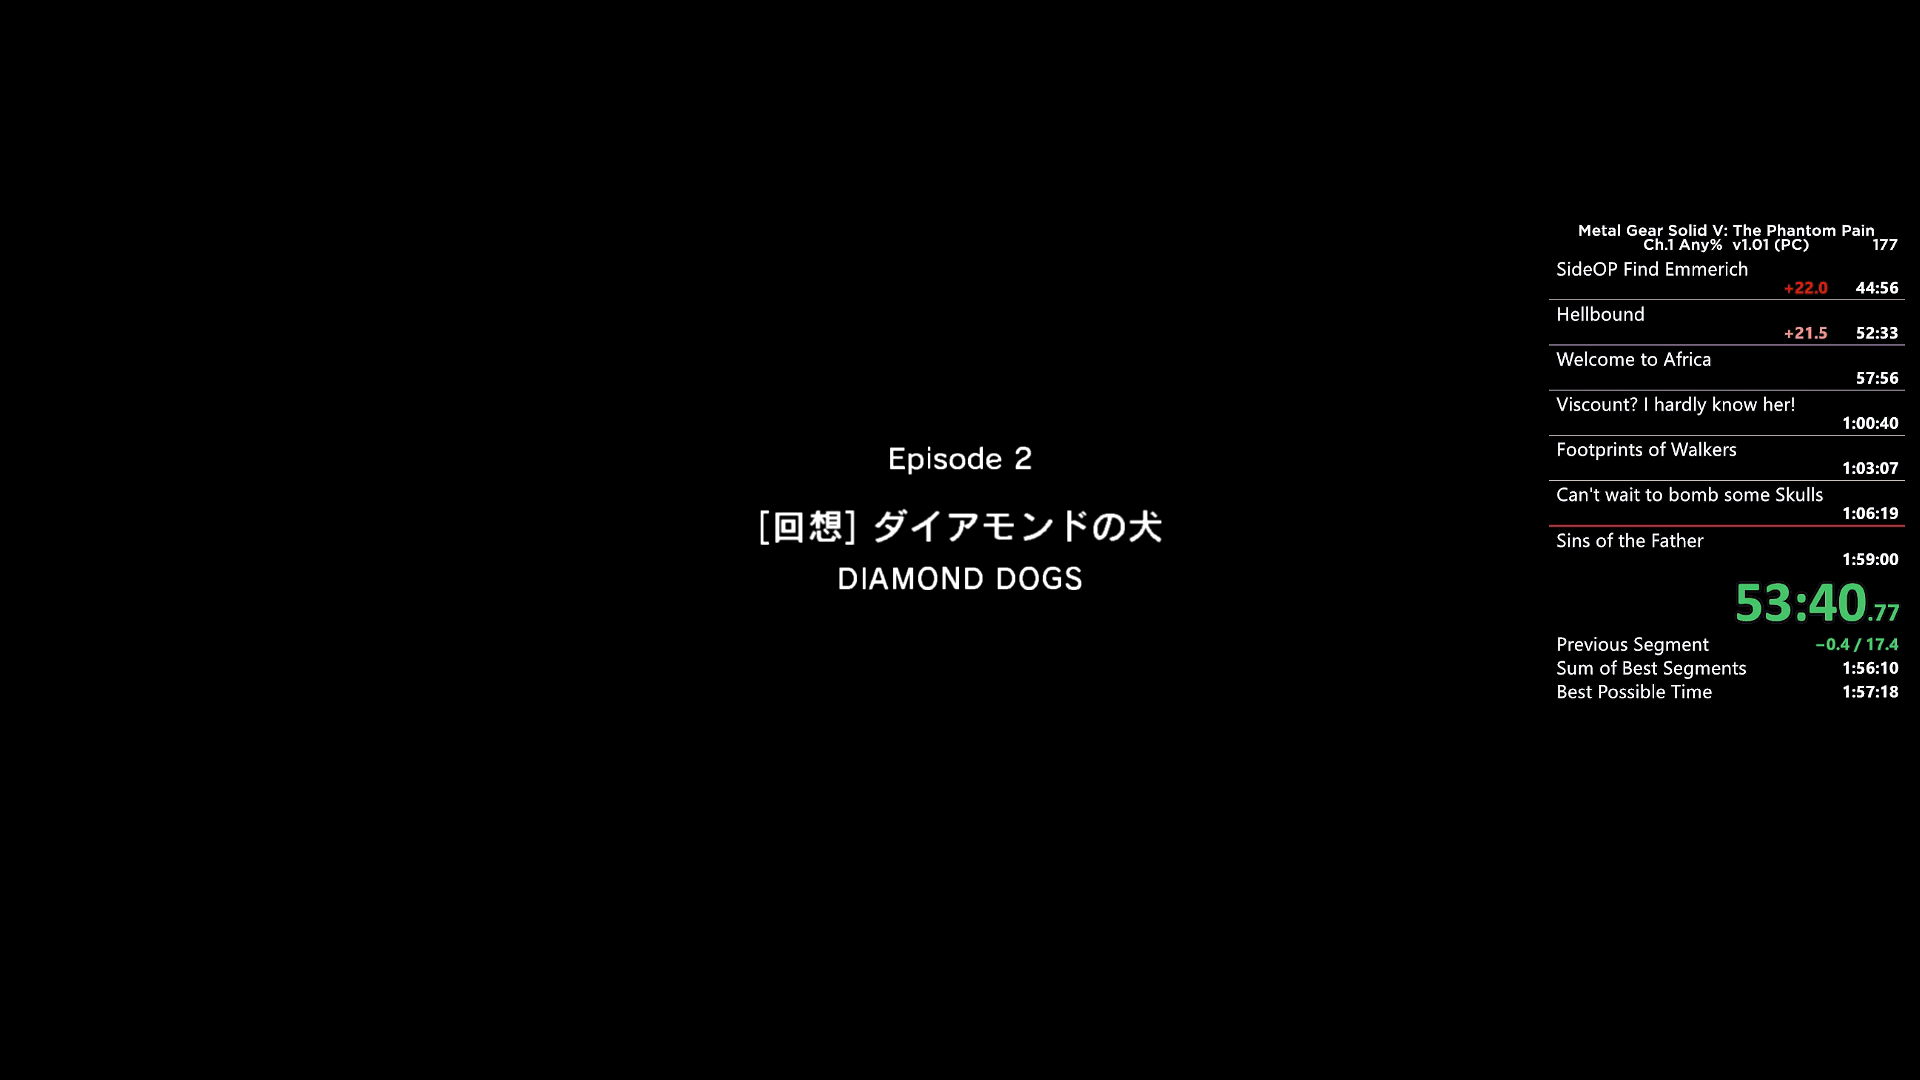 Episode 2
[回想] ダイアモンドの犬
DIAMOND DOGS
Metal Gear Solid V: The Phantom Pain
Ch.1 Any% v1.01 (PC) 177
SideOP Find Emmerich
+22.0 44:56
Hellbound
+21.5 52:33
Welcome to Africa
57:56
Viscount? I hardly know her!
1:00:40
Footprints of Walkers
1:03:07
Can't wait to bomb some Skulls
1:06:19
Sins of the Father
1:59:00
53:40.77
Previous Segment −0.4 / 17.4
Sum of Best Segments 1:56:10
Best Possible Time 1:57:18